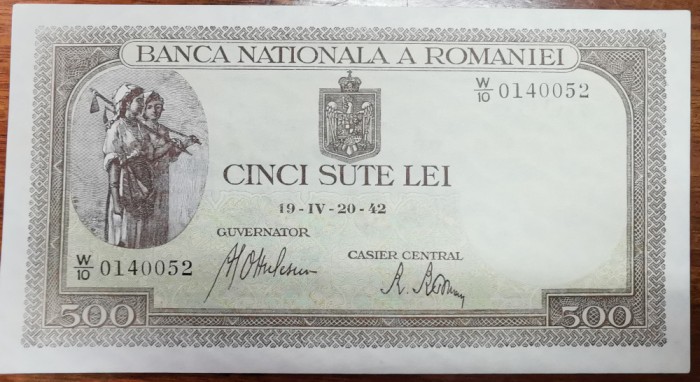 BANCA NATIONALA A ROMANIEI
W/10 0140052
CINCI SUTE LEI
19-IV-20-42
GUVERNATOR
CASIER CENTRAL
W/10 0140052
500
500